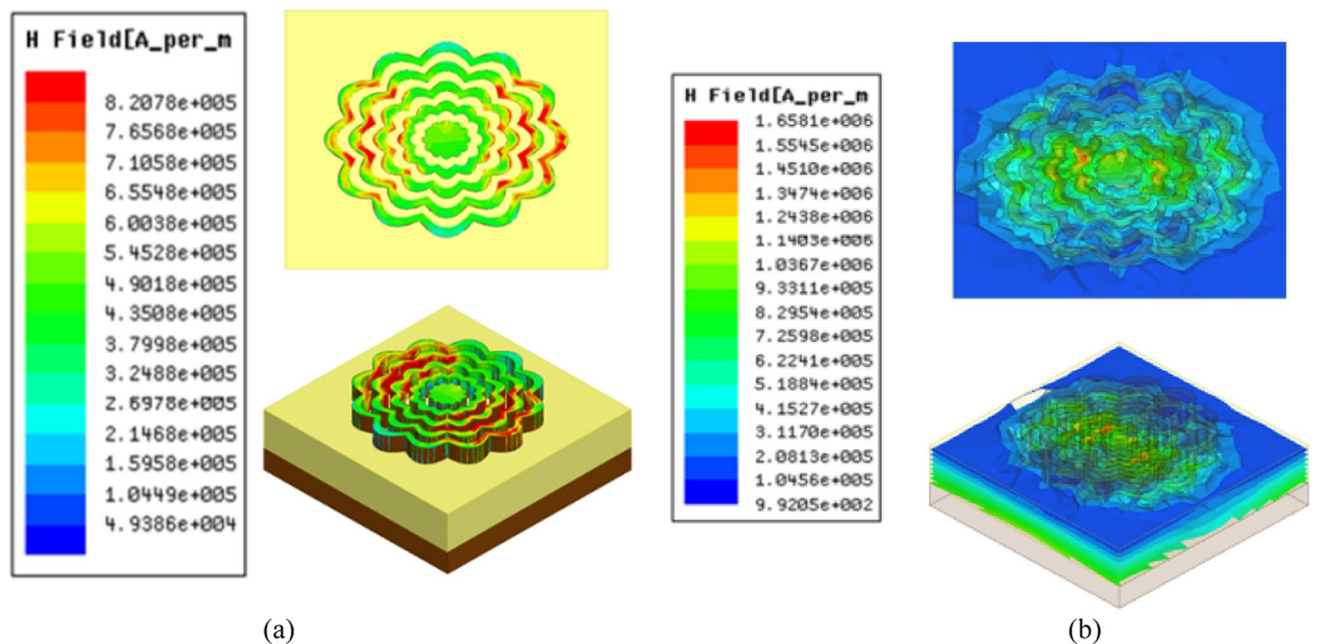 H Field[A_per_m
8.2078e+005
7.6568e+005
7.1058e+005
6.5548e+005
6.0038e+005
5.4528e+005
4.9018e+005
4.3508e+005
3.7998e+005
3.2488e+005
2.6978e+005
2.1468e+005
1.5958e+005
1.0449e+005
4.9386e+004
H Field[A_per_m
1.6581e+006
1.5545e+006
1.4510e+006
1.3474e+006
1.2438e+006
1.1403e+006
1.0367e+006
9.3311e+005
8.2954e+005
7.2598e+005
6.2241e+005
5.1884e+005
4.1527e+005
3.1170e+005
2.0813e+005
1.0456e+005
9.9205e+002
(a)
(b)